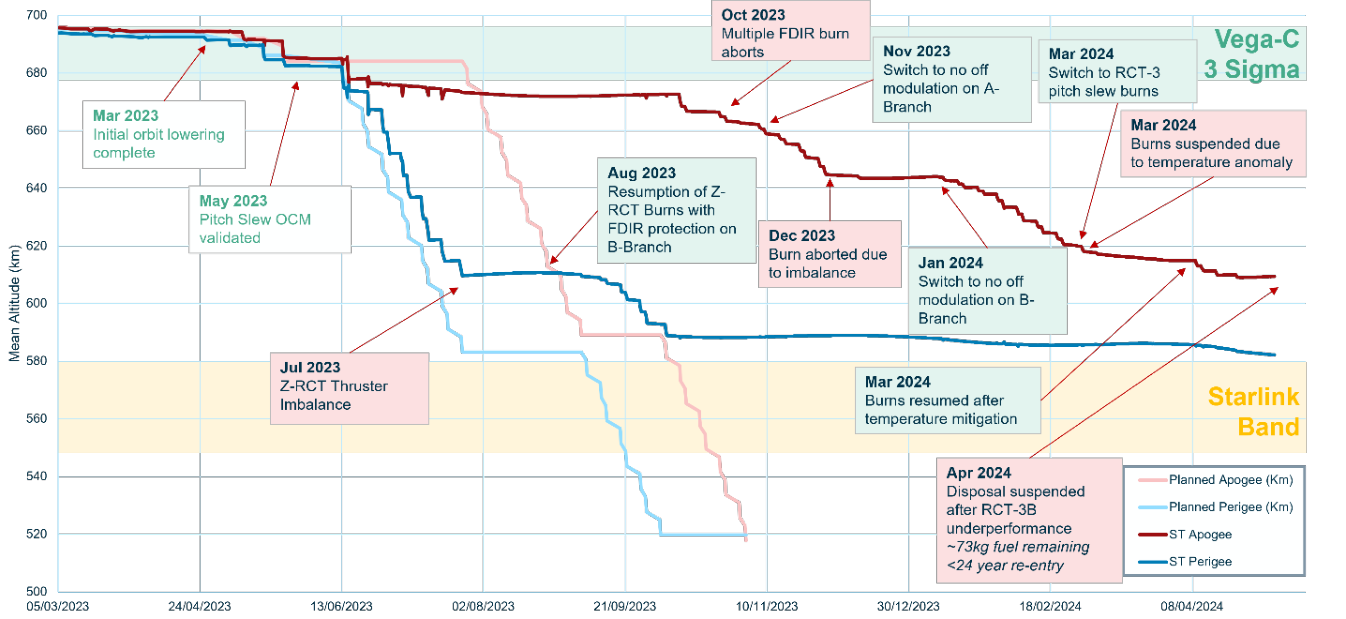 700
680
660
640
620
600
580
560
540
520
500
Mean Altitude (km)
05/03/2023
24/04/2023
13/06/2023
02/08/2023
21/09/2023
10/11/2023
30/12/2023
18/02/2024
08/04/2024
Vega-C
3 Sigma
Starlink
Band
Mar 2023
Initial orbit lowering
complete
May 2023
Pitch Slew OCM
validated
Jul 2023
Z-RCT Thruster
Imbalance
Aug 2023
Resumption of Z-
RCT Burns with
FDIR protection on
B-Branch
Oct 2023
Multiple FDIR burn
aborts
Nov 2023
Switch to no off
modulation on A-
Branch
Dec 2023
Burn aborted due
to imbalance
Jan 2024
Switch to no off
modulation on B-
Branch
Mar 2024
Switch to RCT-3
pitch slew burns
Mar 2024
Burns suspended due
to temperature anomaly
Mar 2024
Burns resumed after
temperature mitigation
Apr 2024
Disposal suspended
after RCT-3B
underperformance
~73kg fuel remaining
<24 year re-entry
Planned Apogee (Km)
Planned Perigee (Km)
ST Apogee
ST Perigee